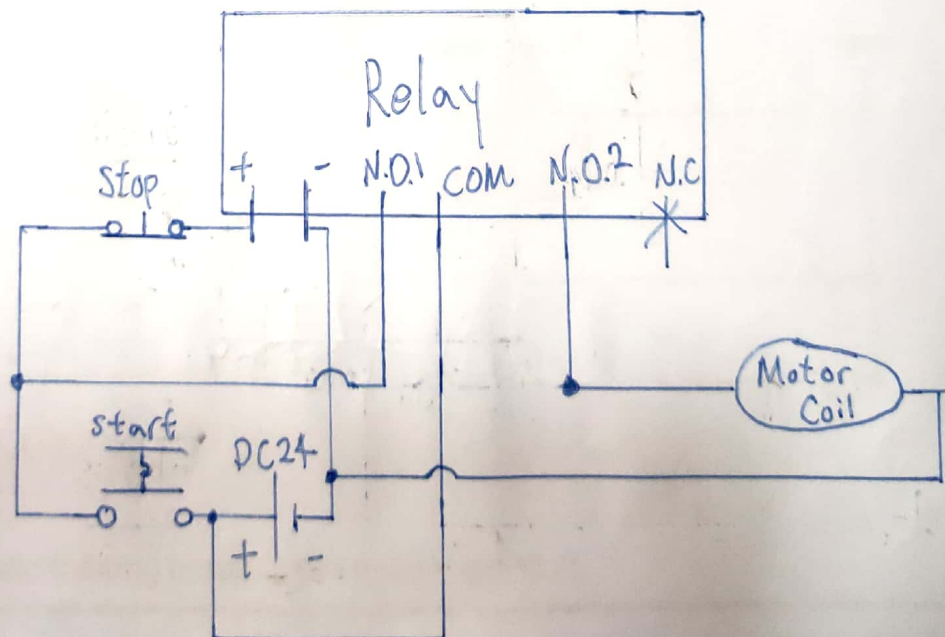 Relay
+ - N.O.1 COM N.O.2 N.C
Stop
Motor
Coil
start
DC24
+ -